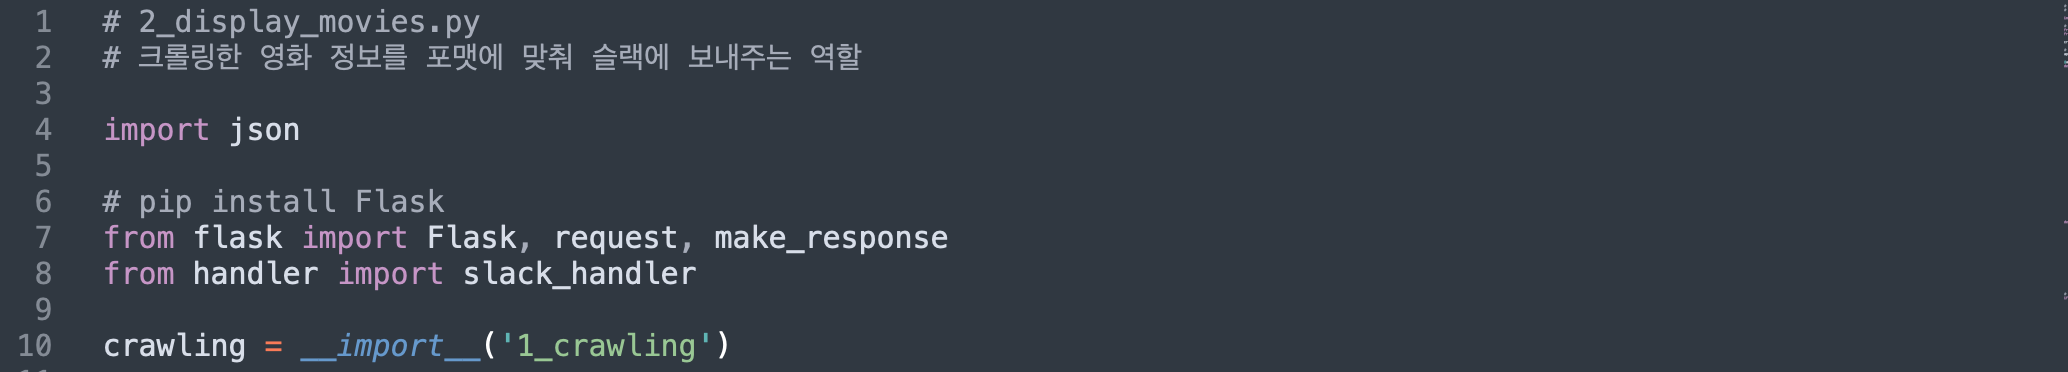 1 # 2_display_movies.py
2 # 크롤링한 영화 정보를 포맷에 맞춰 슬랙에 보내주는 역할
3
4 import json
5
6 # pip install Flask
7 from flask import Flask, request, make_response
8 from handler import slack_handler
9
10 crawling = __import__('1_crawling')